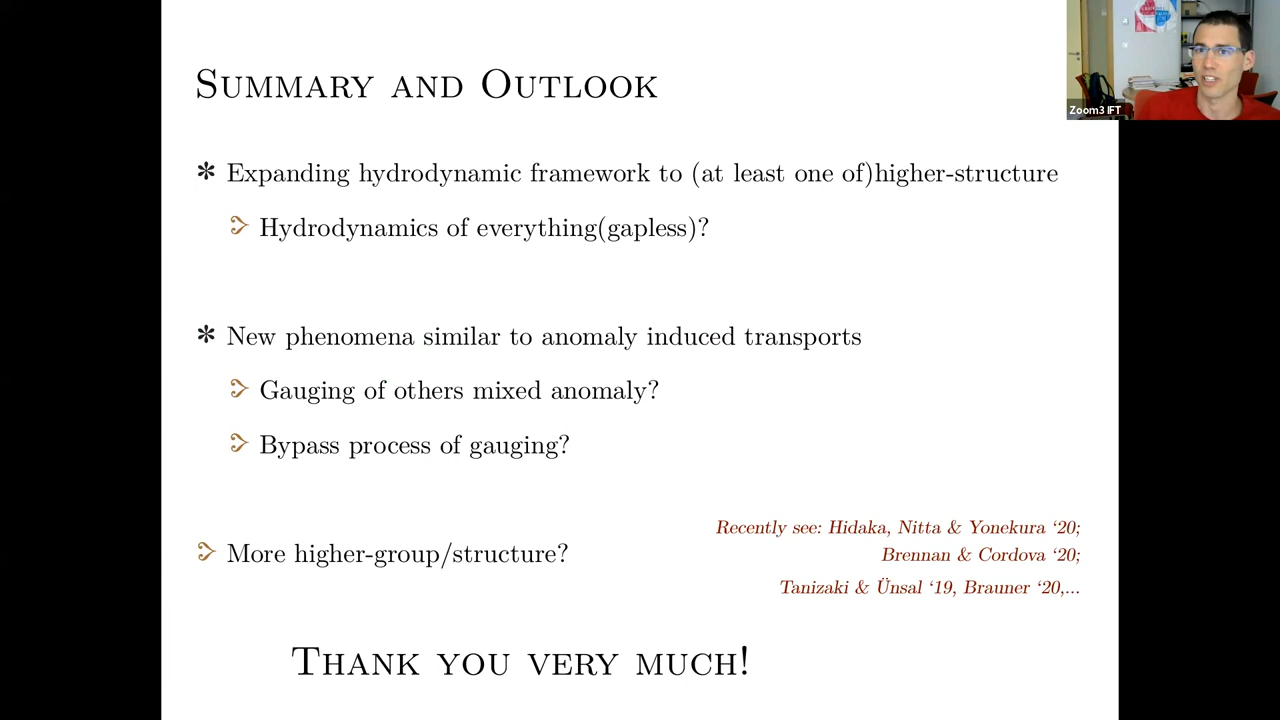 Summary and Outlook
Zoom3 IFT
* Expanding hydrodynamic framework to (at least one of)higher-structure
Hydrodynamics of everything(gapless)?
* New phenomena similar to anomaly induced transports
Gauging of others mixed anomaly?
Bypass process of gauging?
Recently see: Hidaka, Nitta & Yonekura ‘20;
More higher-group/structure?
Brennan & Cordova ‘20;
Tanizaki & Ünsal ‘19, Brauner ‘20,...
Thank you very much!